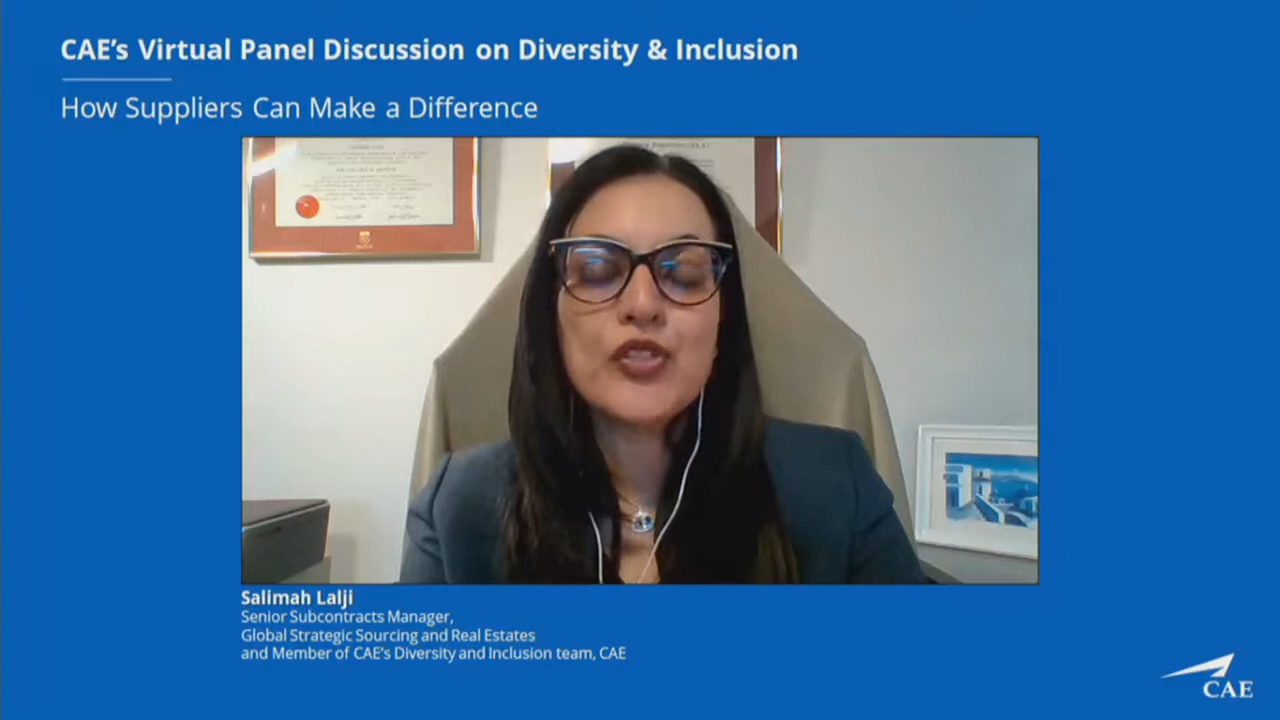 CAE’s Virtual Panel Discussion on Diversity & Inclusion
How Suppliers Can Make a Difference
Salimah Lalji
Senior Subcontracts Manager,
Global Strategic Sourcing and Real Estates
and Member of CAE’s Diversity and Inclusion team, CAE
CAE